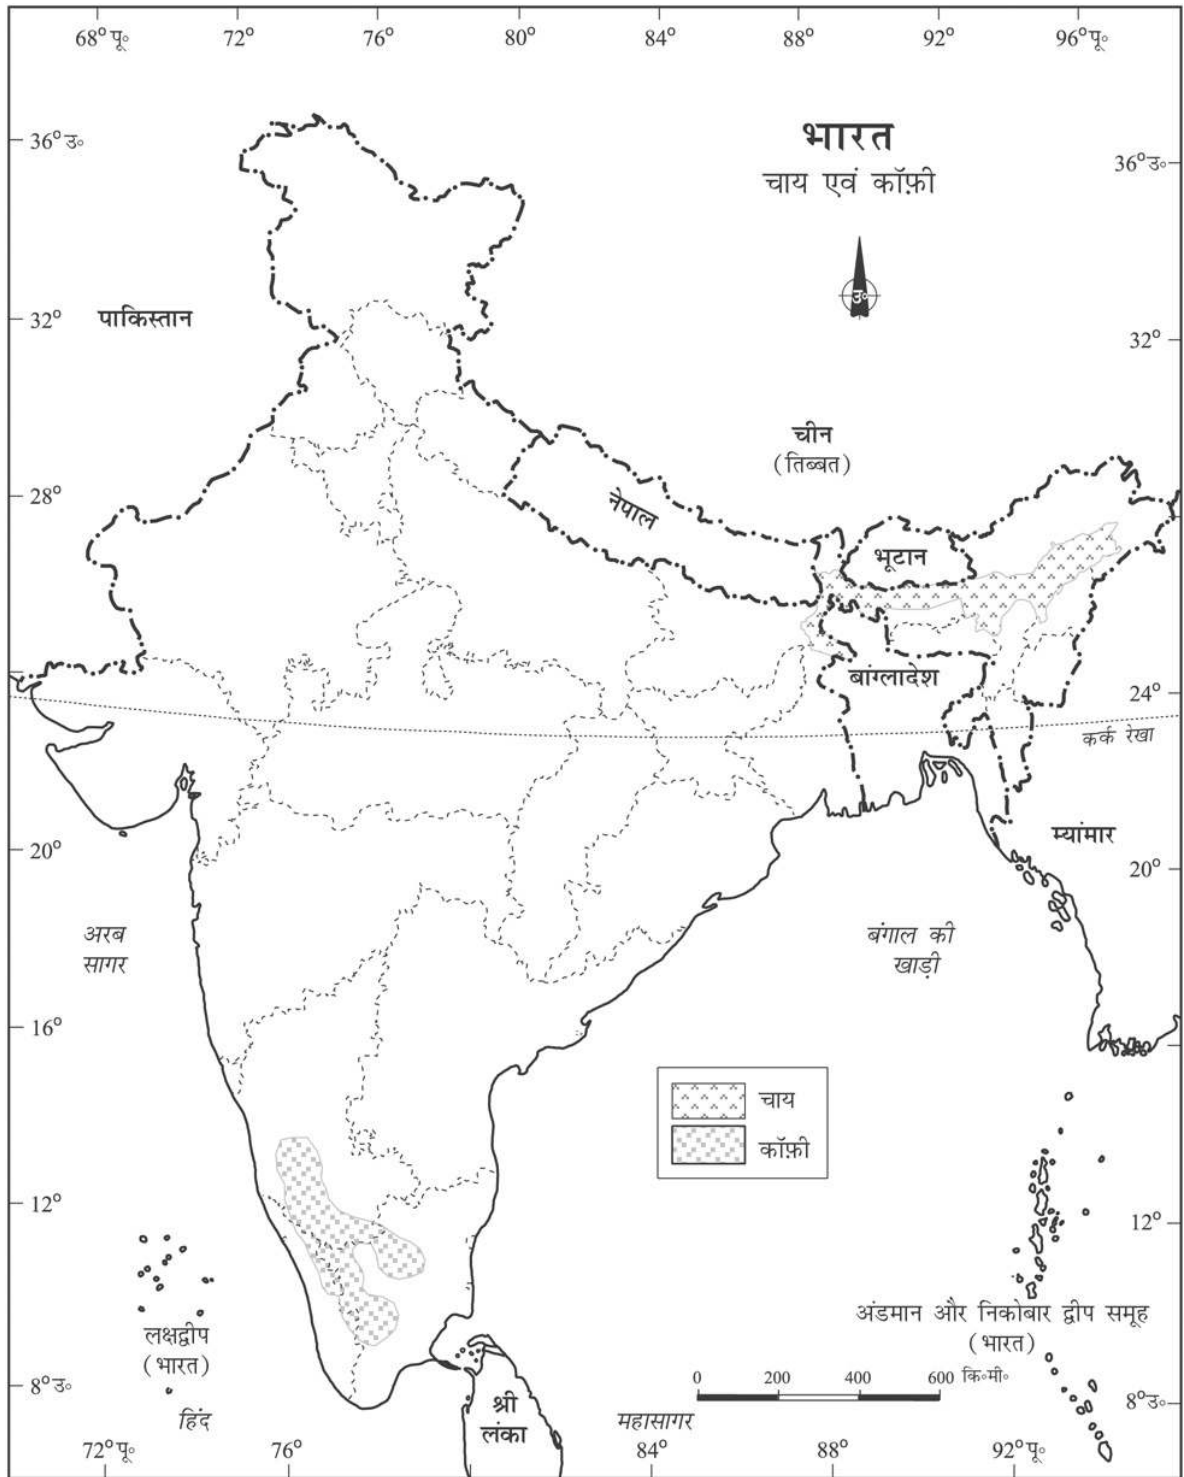 68° पू॰ 72° 76° 80° 84° 88° 92° 96° पू॰
36° उ॰
भारत
चाय एवं कॉफ़ी
36° उ॰
उ॰
पाकिस्तान
32°
32°
चीन
(तिब्बत)
28°
नेपाल
भूटान
बांग्लादेश
24°
कर्क रेखा
म्यांमार
20°
20°
अरब
सागर
बंगाल की
खाड़ी
16°
चाय
कॉफ़ी
12°
12°
अंडमान और निकोबार द्वीप समूह
(भारत)
लक्षद्वीप
(भारत)
0 200 400 600 कि॰मी॰
8° उ॰
8° उ॰
श्री
लंका
हिंद
महासागर
72° पू॰ 76° 84° 88° 92° पू॰